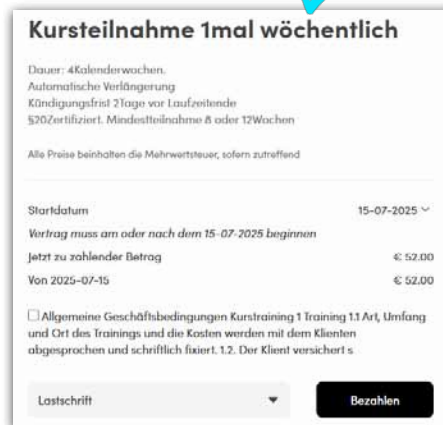 Kursteilnahme 1mal wöchentlich
Dauer: 4Kalenderwochen.
Automatische Verlängerung
Kündigungsfrist 2Tage vor Laufzeitende
§20Zertifiziert. Mindestteilnahme 8 oder 12Wochen
Alle Preise beinhalten die Mehrwertsteuer, sofern zutreffend
Startdatum 15-07-2025
Vertrag muss am oder nach dem 15-07-2025 beginnen
Jetzt zu zahlender Betrag € 52.00
Von 2025-07-15 € 52.00
Allgemeine Geschäftsbedingungen Kurstraining 1 Training 1.1 Art, Umfang
und Ort des Trainings und die Kosten werden mit dem Klienten
abgesprochen und schriftlich fixiert. 1.2. Der Klient versichert s
Lastschrift Bezahlen